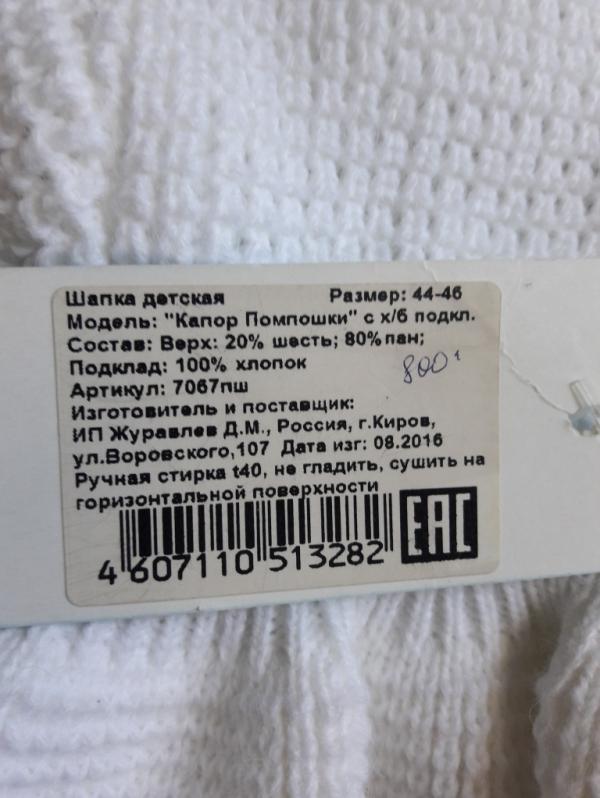 Шапка детская Размер: 44-46
Модель: "Капор Помпошки" с х/б подкл.
Состав: Верх: 20% шесть; 80% пан;
Подклад: 100% хлопок
800
Артикул: 7067пш
Изготовитель и поставщик:
ИП Журавлев Д.М., Россия, г.Киров,
ул.Воровского,107 Дата изг: 08.2016
Ручная стирка t40, не гладить, сушить на
горизонтальной поверхности
4 607110 513282 EAC